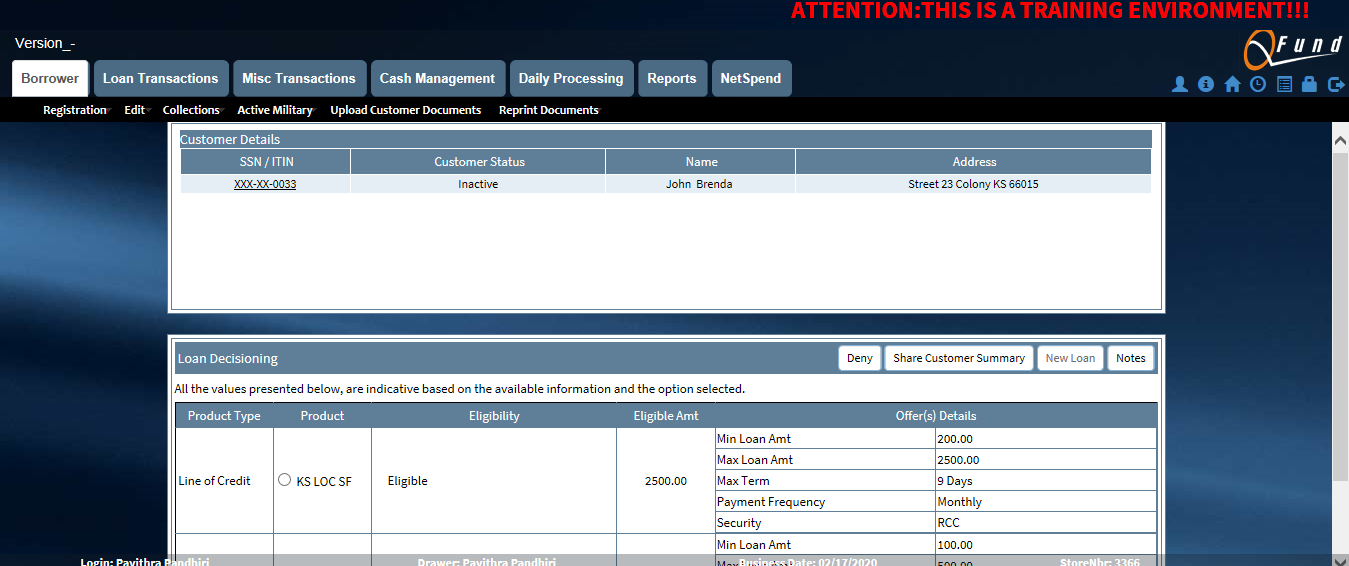 ATTENTION:THIS IS A TRAINING ENVIRONMENT!!!
Version_-
QFund
Borrower Loan Transactions Misc Transactions Cash Management Daily Processing Reports NetSpend
Registration Edit Collections Active Military Upload Customer Documents Reprint Documents
Customer Details
SSN / ITIN Customer Status Name Address
XXX-XX-0033 Inactive John Brenda Street 23 Colony KS 66015
Loan Decisioning Deny Share Customer Summary New Loan Notes
All the values presented below, are indicative based on the available information and the option selected.
Product Type Product Eligibility Eligible Amt Offer(s) Details
Min Loan Amt 200.00
Max Loan Amt 2500.00
Line of Credit KS LOC SF Eligible 2500.00 Max Term 9 Days
Payment Frequency Monthly
Security RCC
Min Loan Amt 100.00
Max Loan Amt 500.00
Login: Pavithra Pandhiri Drawer: Pavithra Pandhiri Business Date: 02/17/2020 StoreNbr: 3366